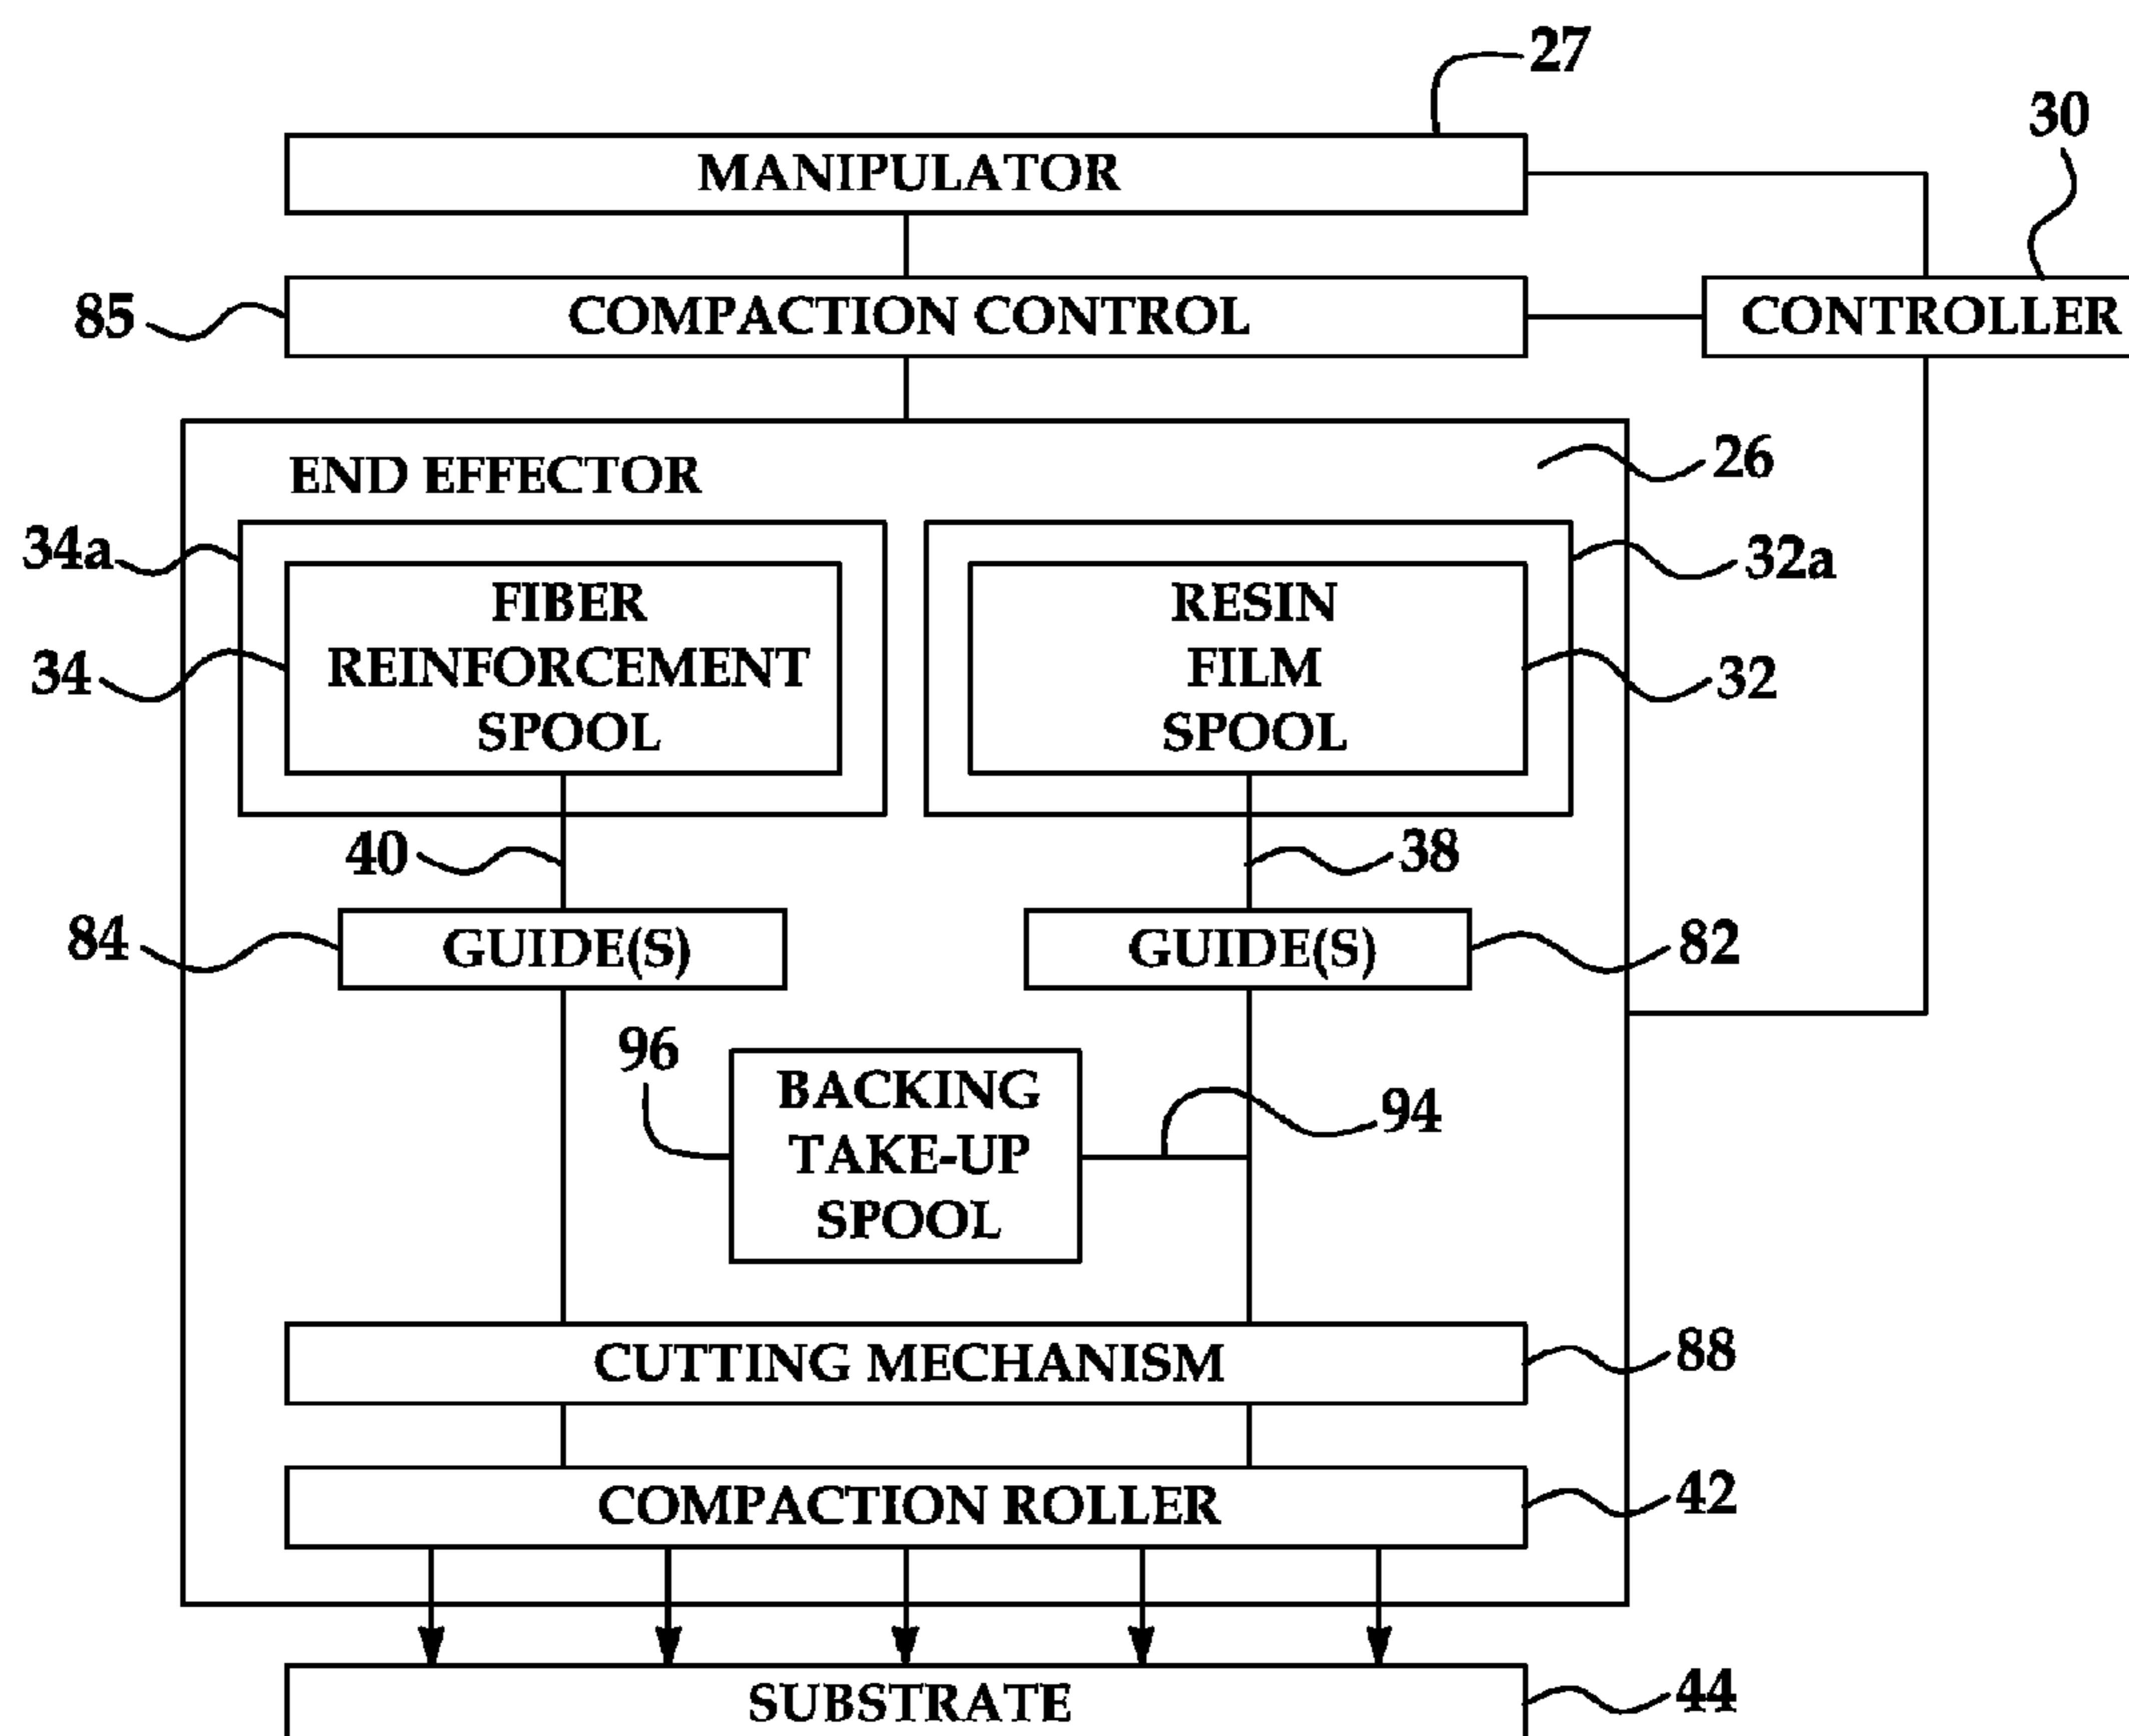 27
30
MANIPULATOR
85
COMPACTION CONTROL
CONTROLLER
END EFFECTOR
26
34a
32a
FIBER
REINFORCEMENT
SPOOL
RESIN
FILM
SPOOL
34
32
40
38
84
GUIDE(S)
GUIDE(S)
82
96
BACKING
TAKE-UP
SPOOL
94
CUTTING MECHANISM
88
COMPACTION ROLLER
42
SUBSTRATE
44